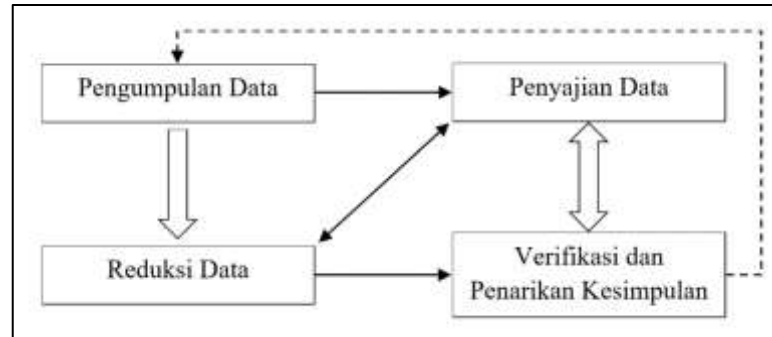 Pengumpulan Data
Penyajian Data
Reduksi Data
Verifikasi dan
Penarikan Kesimpulan